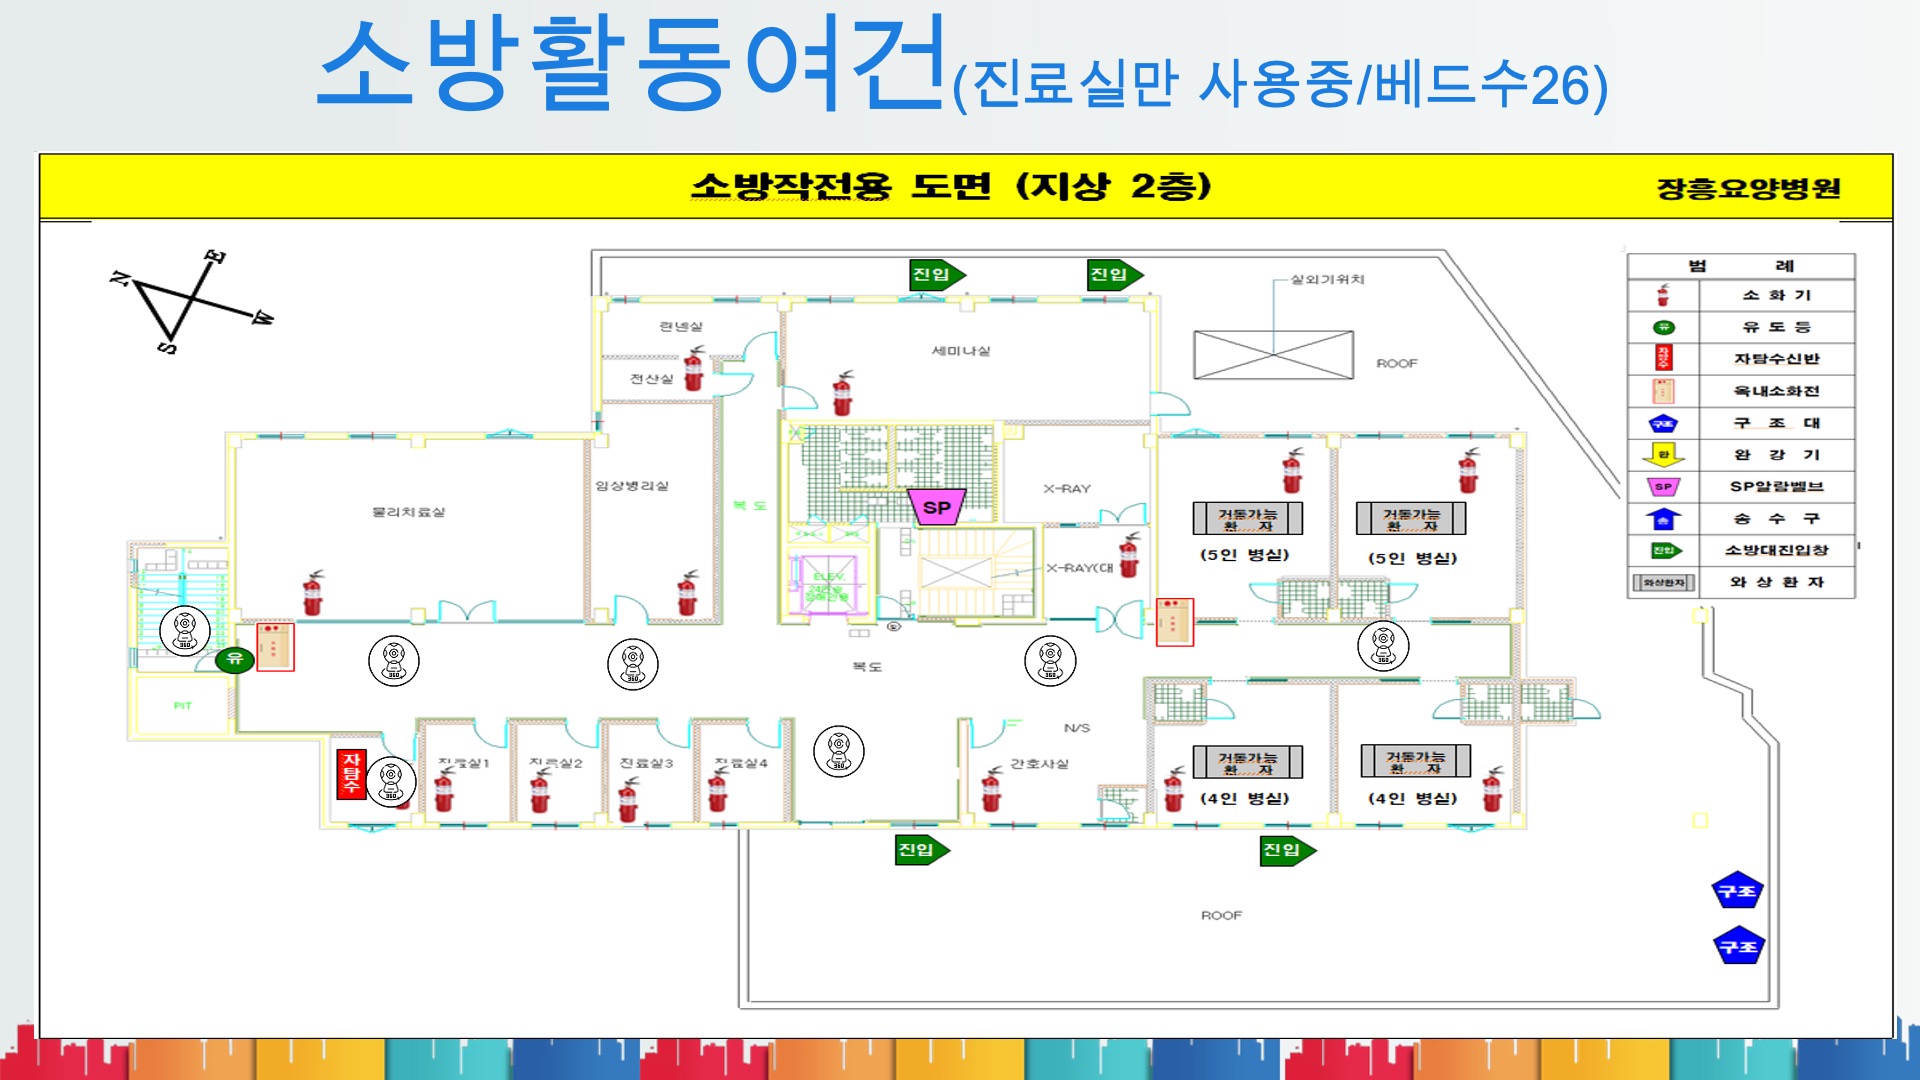 소방활동여건(진료실만 사용중/베드수26)
소방작전용 도면 (지상 2층)
장흥요양병원
N
E
W
S
진입
진입
실외기위치
ROOF
린넨실
전산실
세미나실
범 례
소 화 기
유
유 도 등
자탐수
자탐수신반
옥내소화전
구조
구 조 대
완
완 강 기
SP
SP알람벨브
송
송 수 구
진입
소방대진입창
와상환자
와 상 환 자
물리치료실
임상병리실
복 도
SP
X-RAY
X-RAY(대
ELEV.
거동가능
환 자
(5인 병실)
거동가능
환 자
(5인 병실)
유
360
360
360
360
360
복도
PIT
N/S
자탐수
360
진료실1
진료실2
진료실3
진료실4
360
간호사실
거동가능
환 자
(4인 병실)
거동가능
환 자
(4인 병실)
진입
진입
ROOF
구조
구조